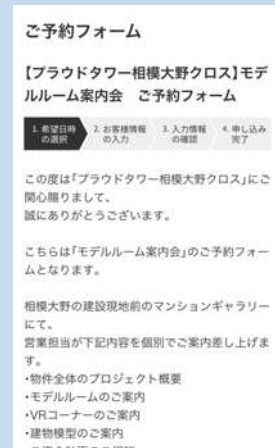 ご予約フォーム
【プラウドタワー相模大野クロス】モデ
ルルーム案内会　ご予約フォーム
1. 希望日時
の選択
2. お客様情報
の入力
3. 入力情報
の確認
4. 申し込み
完了
この度は「プラウドタワー相模大野クロス」にご
関心賜りまして、
誠にありがとうございます。
こちらは「モデルルーム案内会」のご予約フォー
ムとなります。
相模大野の建設現地前のマンションギャラリー
にて、
営業担当が下記内容を個別でご案内差し上げま
す。
・物件全体のプロジェクト概要
・モデルルームのご案内
・VRコーナーのご案内
・建物模型のご案内